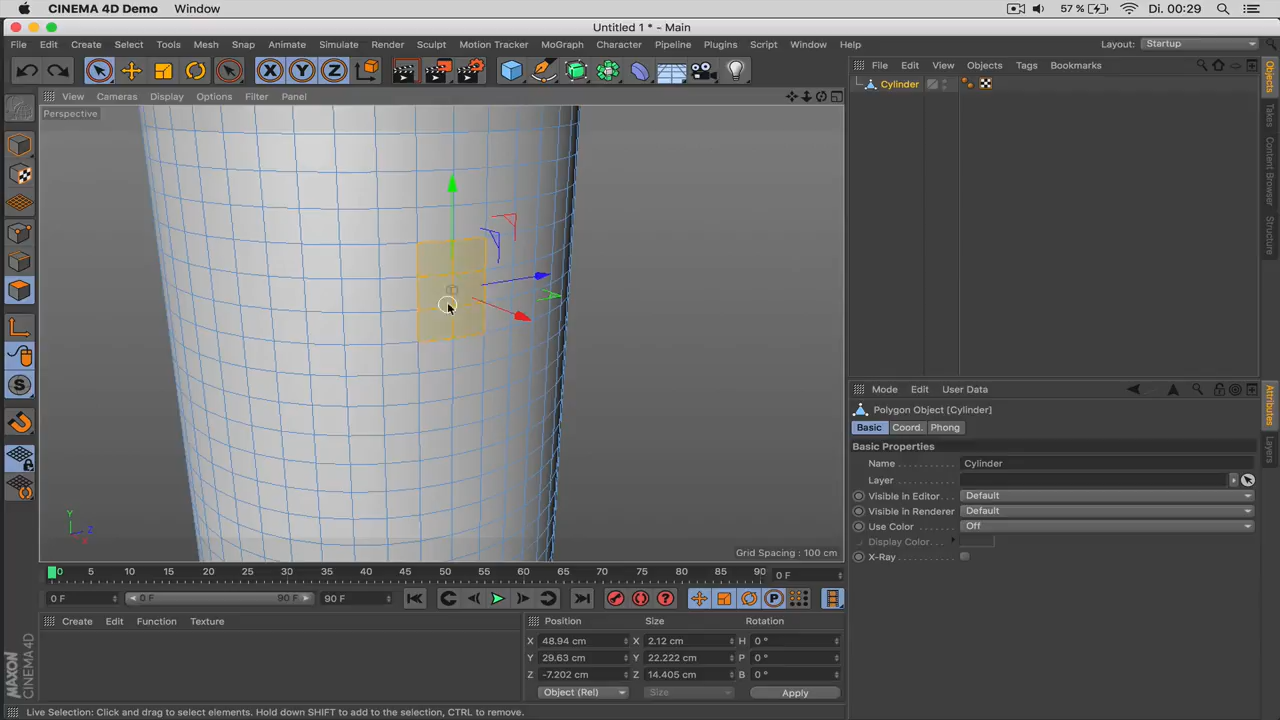 CINEMA 4D Demo Window 57 % Di. 00:29
Untitled 1 * - Main
File Edit Create Select Tools Mesh Snap Animate Simulate Render Sculpt Motion Tracker MoGraph Character Pipeline Plugins Script Window Help Layout: Startup
X Y Z
File Edit View Objects Tags Bookmarks
View Cameras Display Options Filter Panel
Cylinder
Perspective
Objects
Takes
Content Browser
Structure
Mode Edit User Data
Polygon Object [Cylinder]
Basic Coord. Phong
Basic Properties
Name Cylinder
Layer
Visible in Editor Default
Visible in Renderer Default
Use Color Off
Display Color
X-Ray
Attributes
Layers
Y
Z
Grid Spacing : 100 cm
0 5 10 15 20 25 30 35 40 45 50 55 60 65 70 75 80 85 90 0 F
0 F 0 F 90 F 90 F
Create Edit Function Texture
Position Size Rotation
X 48.94 cm X 2.12 cm H 0 °
Y 29.63 cm Y 22.222 cm P 0 °
Z -7.202 cm Z 14.405 cm B 0 °
Object (Rel) Size Apply
MAXON CINEMA 4D
Live Selection: Click and drag to select elements. Hold down SHIFT to add to the selection, CTRL to remove.